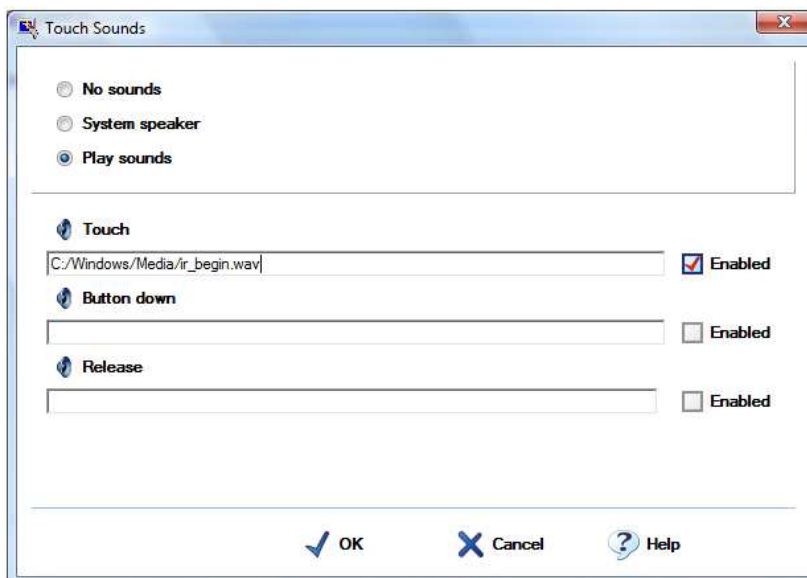 Touch Sounds
No sounds
System speaker
Play sounds
Touch
C:/Windows/Media/ir_begin.wav
Enabled
Button down
Enabled
Release
Enabled
OK Cancel Help